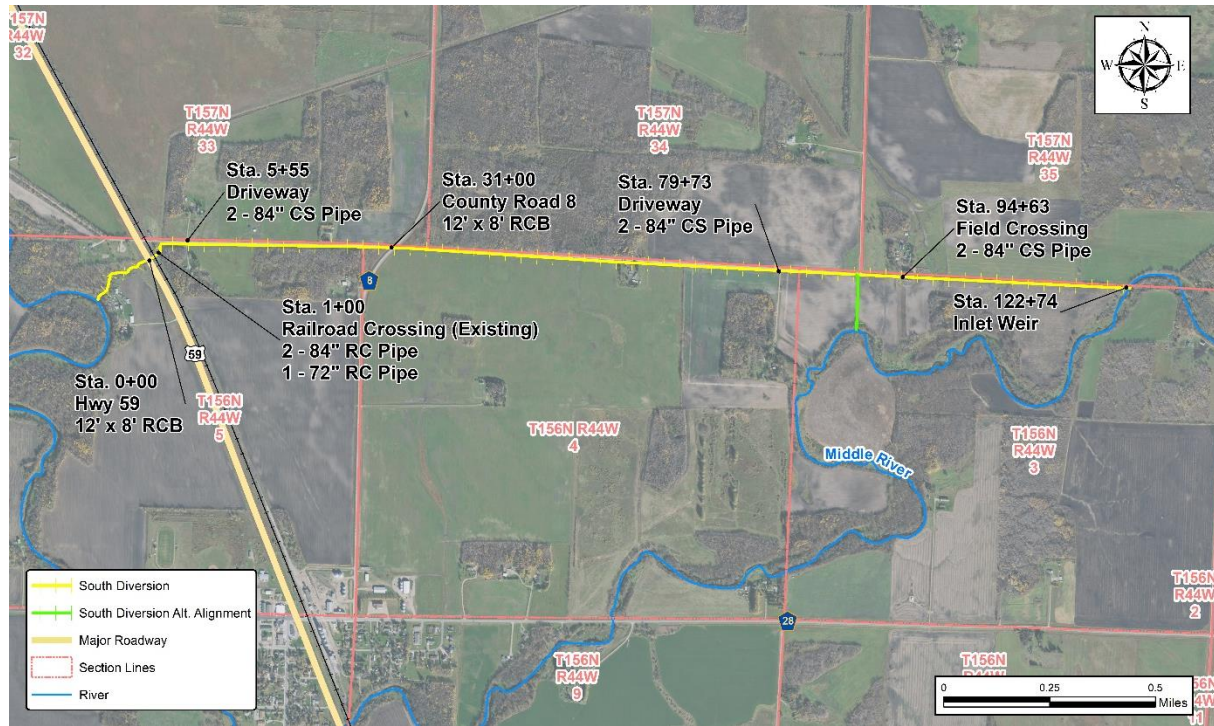 T157N
R44W
32
N
W
E
S
T157N
R44W
33
T157N
R44W
34
T157N
R44W
35
Sta. 5+55
Driveway
2 - 84" CS Pipe
Sta. 31+00
County Road 8
12' x 8' RCB
Sta. 79+73
Driveway
2 - 84" CS Pipe
Sta. 94+63
Field Crossing
2 - 84" CS Pipe
8
Sta. 1+00
Railroad Crossing (Existing)
2 - 84" RC Pipe
1 - 72" RC Pipe
Sta. 122+74
Inlet Weir
59
Sta. 0+00
Hwy 59
12' x 8' RCB
T156N
R44W
5
T156N R44W
4
T156N
R44W
3
Middle River
T156N
R44W
2
28
T156N
R44W
9
T156N
R44W
South Diversion
South Diversion Alt. Alignment
Major Roadway
Section Lines
River
0 0.25 0.5
Miles
11